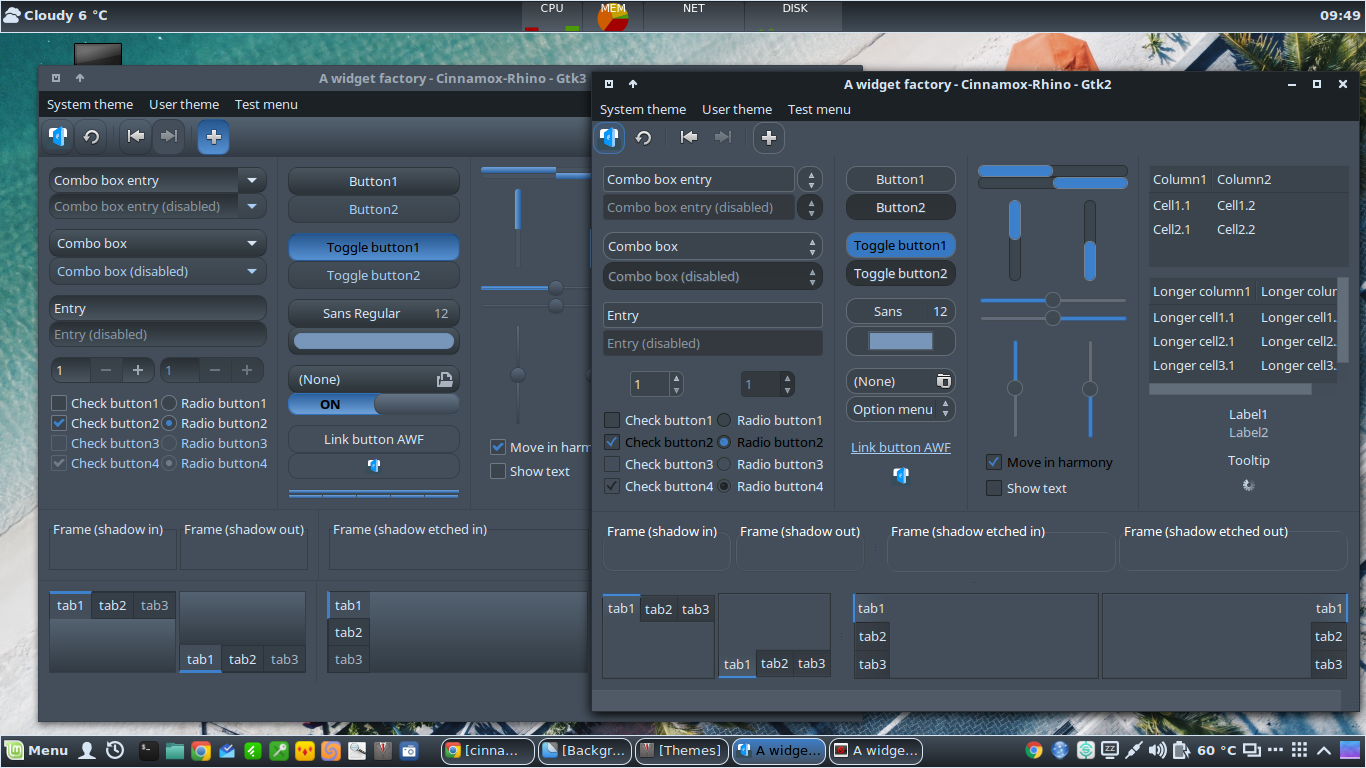 Cloudy 6 °C
CPU
MEM
NET
DISK
09:49
A widget factory - Cinnamox-Rhino - Gtk3
System theme User theme Test menu
Combo box entry
Combo box entry (disabled)
Combo box
Combo box (disabled)
Entry
Entry (disabled)
1
1
Check button1 Radio button1
Check button2 Radio button2
Check button3 Radio button3
Check button4 Radio button4
Button1
Button2
Toggle button1
Toggle button2
Sans Regular 12
(None)
ON
Link button AWF
Move in harm
Show text
Frame (shadow in)
Frame (shadow out)
Frame (shadow etched in)
tab1 tab2 tab3
tab1 tab2 tab3
tab1
tab2
tab3
A widget factory - Cinnamox-Rhino - Gtk2
System theme User theme Test menu
Combo box entry
Combo box entry (disabled)
Combo box
Combo box (disabled)
Entry
Entry (disabled)
1
1
Check button1 Radio button1
Check button2 Radio button2
Check button3 Radio button3
Check button4 Radio button4
Button1
Button2
Toggle button1
Toggle button2
Sans 12
(None)
Option menu
Link button AWF
Move in harmony
Show text
Column1 Column2
Cell1.1 Cell1.2
Cell2.1 Cell2.2
Longer column1 Longer colur
Longer cell1.1 Longer cell1.
Longer cell2.1 Longer cell2.
Longer cell3.1 Longer cell3.
Label1
Label2
Tooltip
Frame (shadow in)
Frame (shadow out)
Frame (shadow etched in)
Frame (shadow etched out)
tab1 tab2 tab3
tab1 tab2 tab3
tab1
tab2
tab3
tab1
tab2
tab3
Menu
[cinna...
[Backgr...
[Themes]
A widge...
A widge...
60 °C